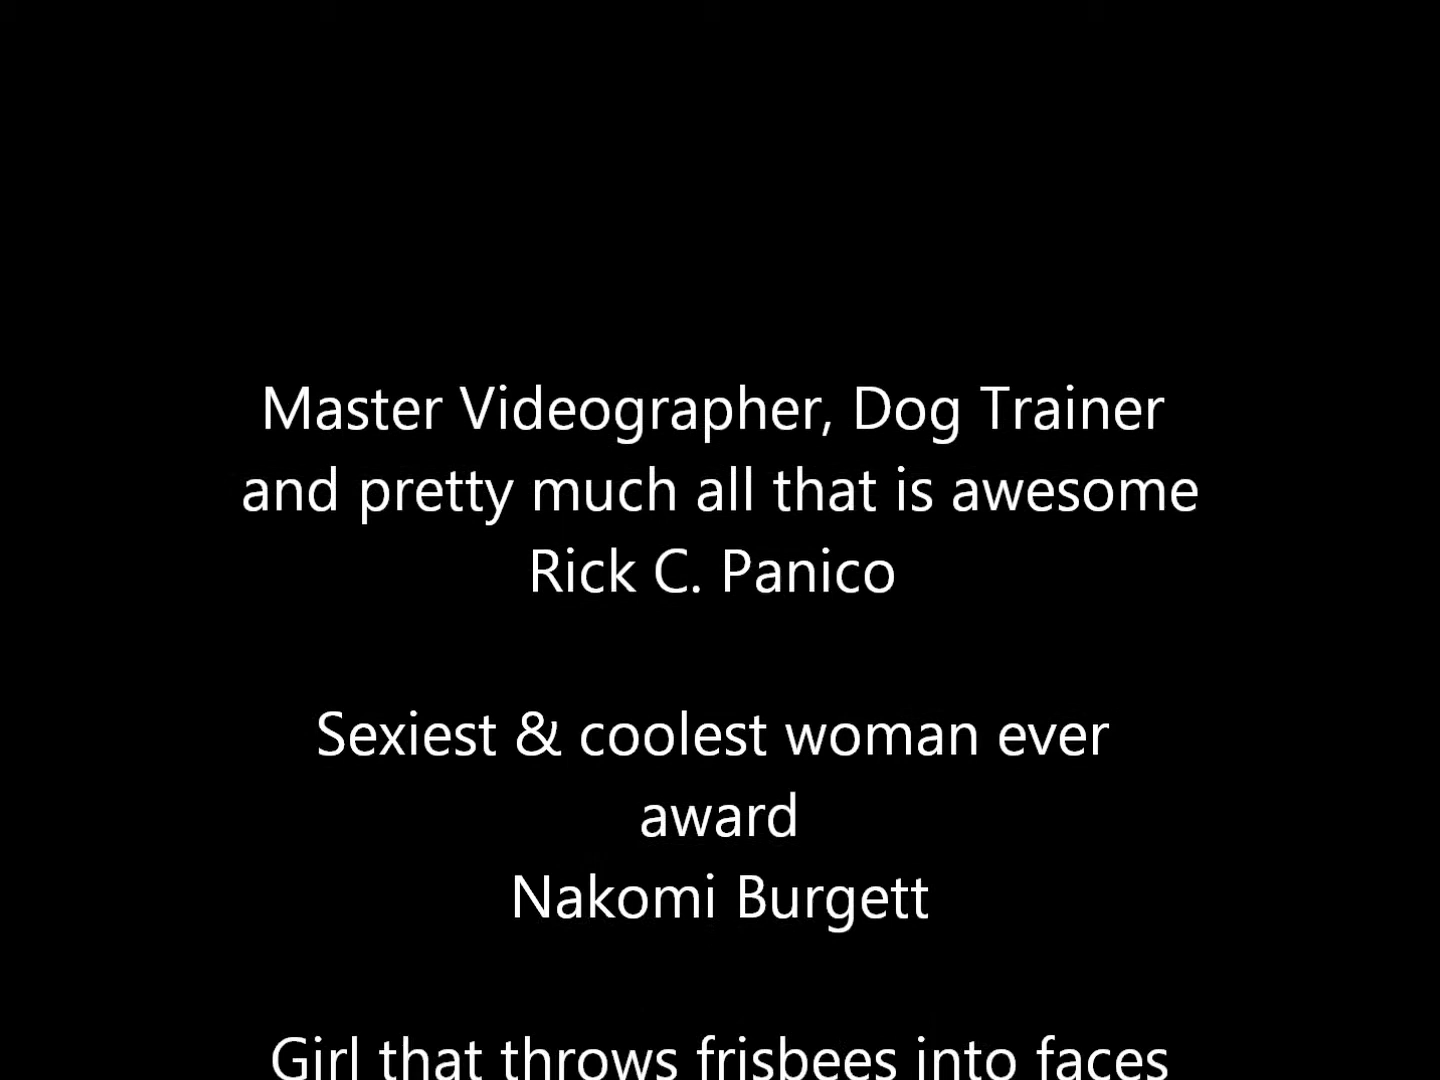 Master Videographer, Dog Trainer
and pretty much all that is awesome
Rick C. Panico
Sexiest & coolest woman ever
award
Nakomi Burgett
Girl that throws frisbees into faces